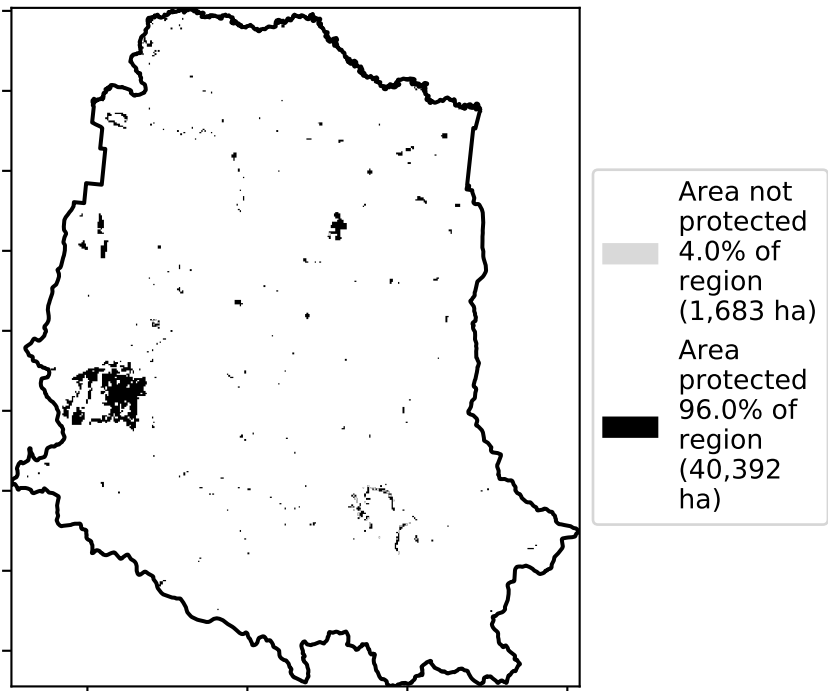 Area not
protected
4.0% of
region
(1,683 ha)
Area
protected
96.0% of
region
(40,392
ha)